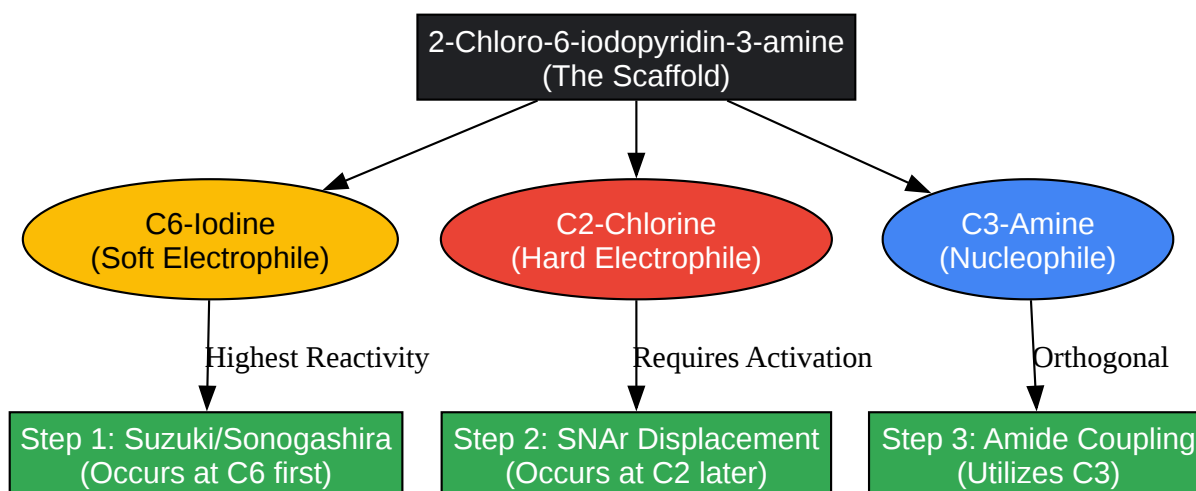 2-Chloro-6-iodopyridin-3-amine
(The Scaffold)
C6-Iodine
(Soft Electrophile)
C2-Chlorine
(Hard Electrophile)
C3-Amine
(Nucleophile)
Highest Reactivity
Requires Activation
Orthogonal
Step 1: Suzuki/Sonogashira
(Occurs at C6 first)
Step 2: SNAr Displacement
(Occurs at C2 later)
Step 3: Amide Coupling
(Utilizes C3)